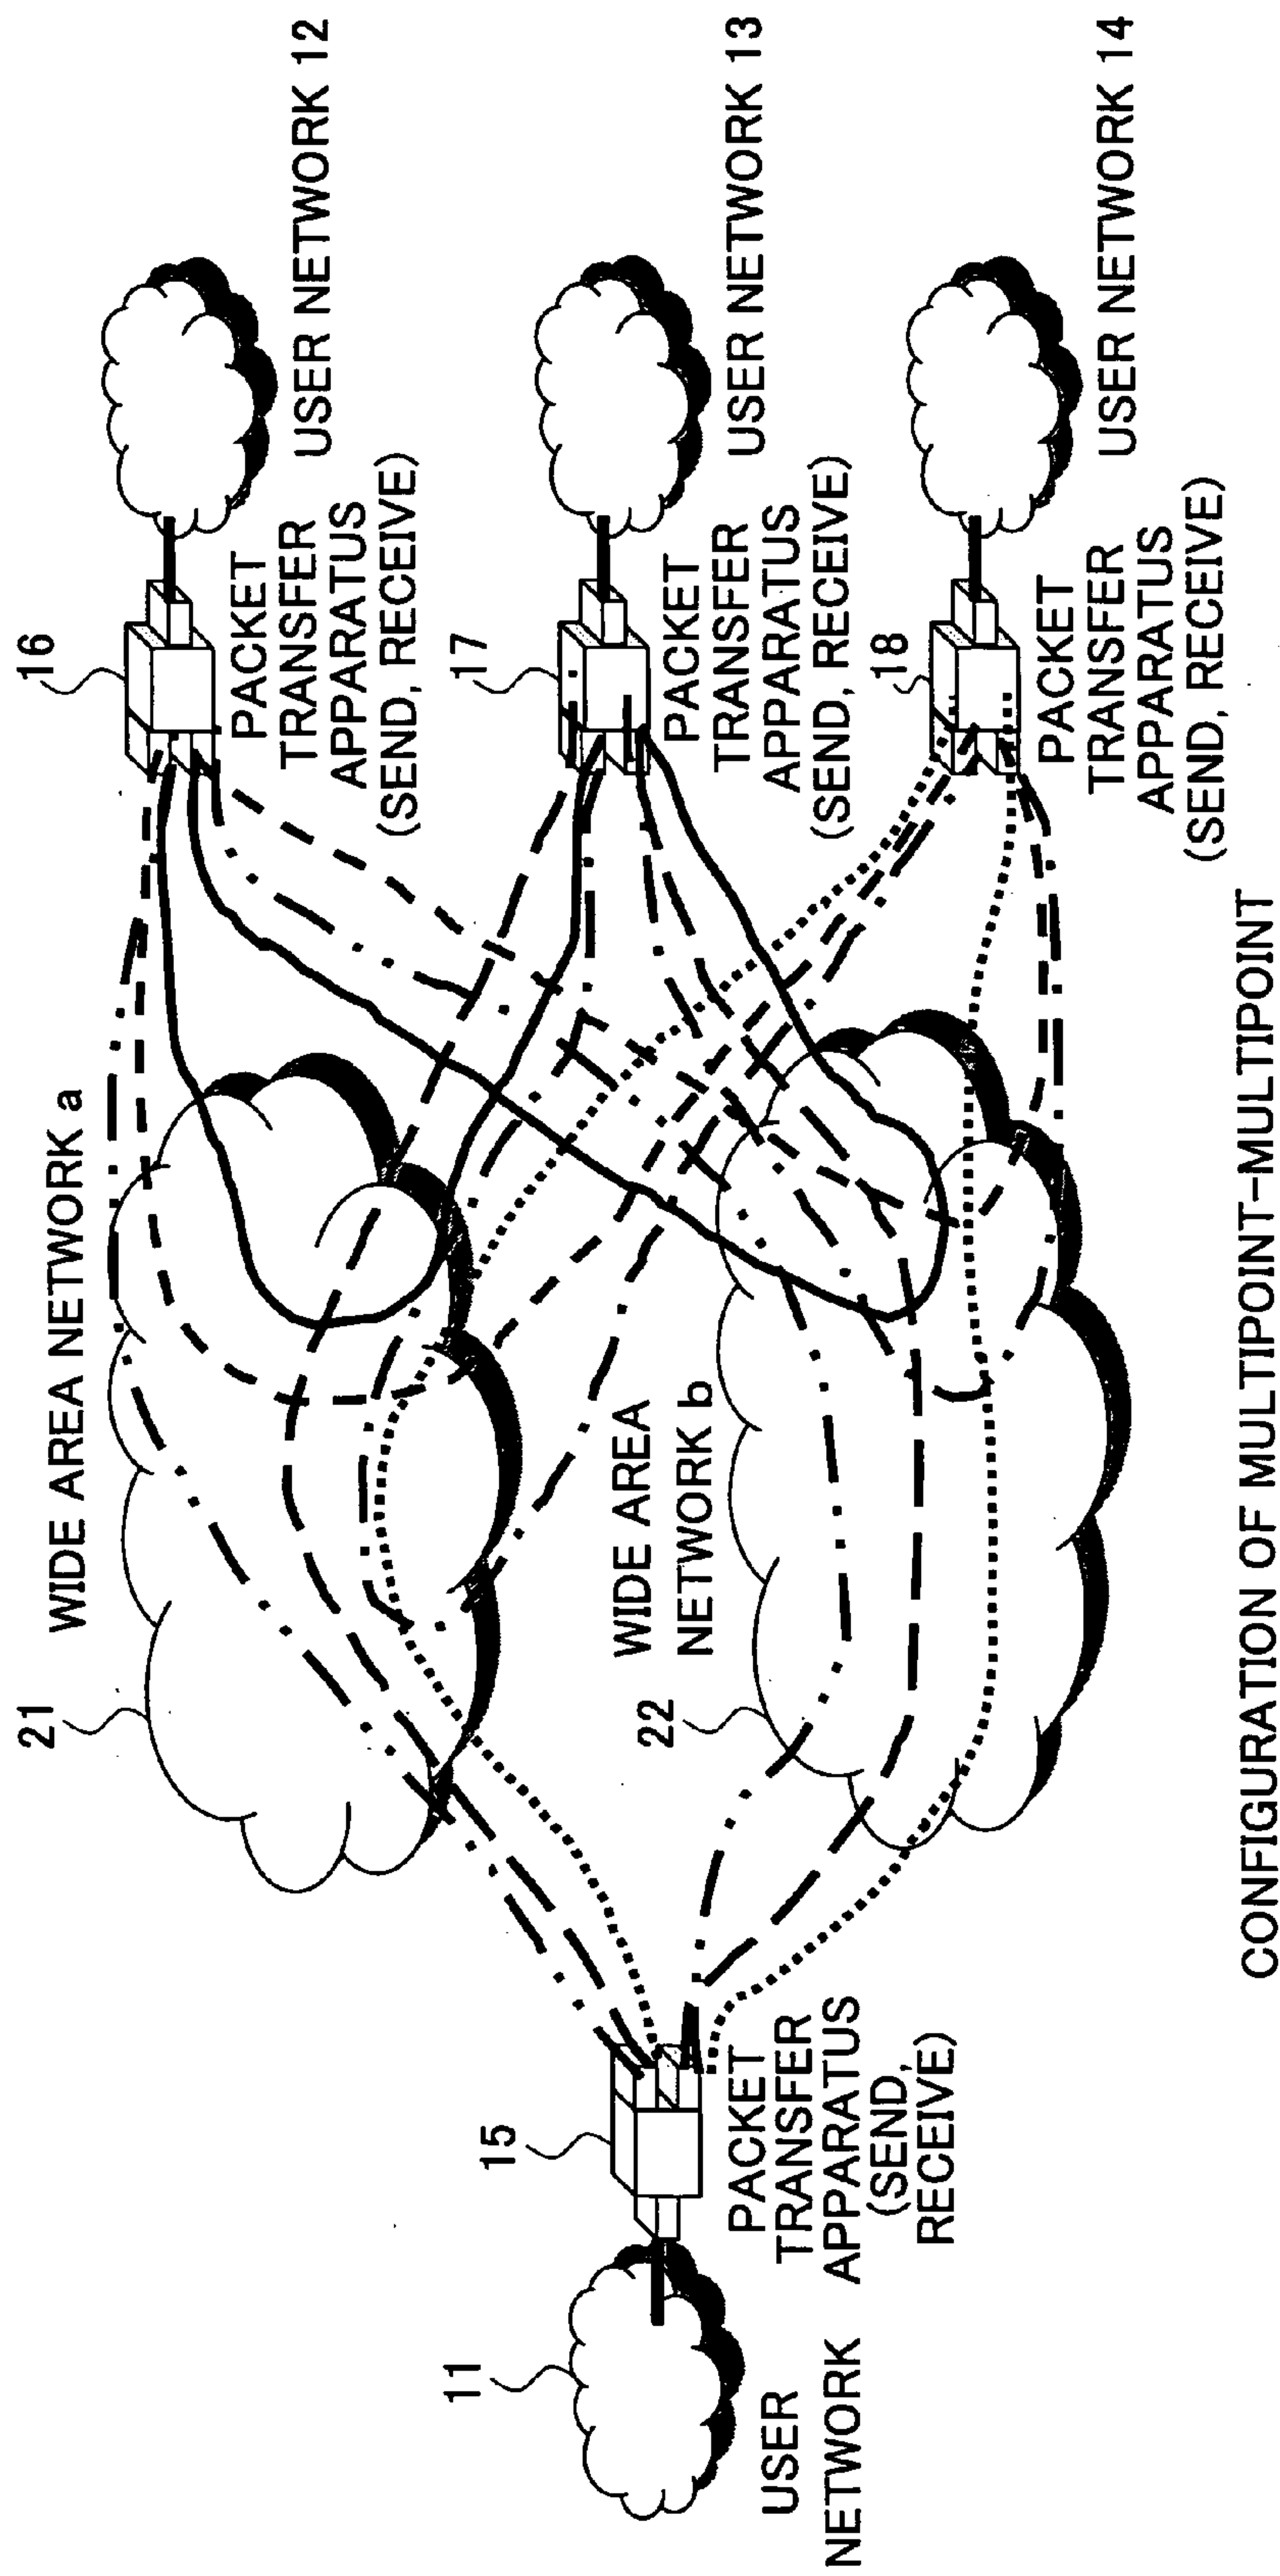 11
USER
NETWORK
15
PACKET
TRANSFER
APPARATUS
(SEND,
RECEIVE)
21
WIDE AREA NETWORK a
22
WIDE AREA
NETWORK b
16
PACKET
TRANSFER
APPARATUS
(SEND, RECEIVE)
USER NETWORK 12
17
PACKET
TRANSFER
APPARATUS
(SEND, RECEIVE)
USER NETWORK 13
18
PACKET
TRANSFER
APPARATUS
(SEND, RECEIVE)
USER NETWORK 14
CONFIGURATION OF MULTIPOINT-MULTIPOINT